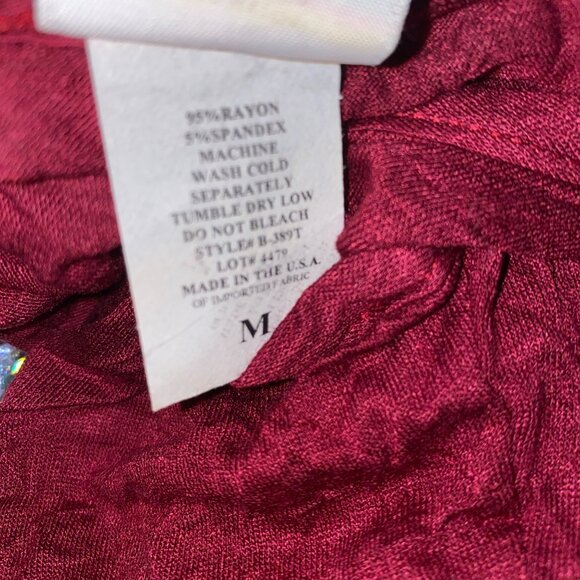 95%RAYON
5%SPANDEX
MACHINE
WASH COLD
SEPARATELY
TUMBLE DRY LOW
DO NOT BLEACH
STYLE# B-389T
LOT# 4479
MADE IN THE U.S.A.
OF IMPORTED FABRIC
M